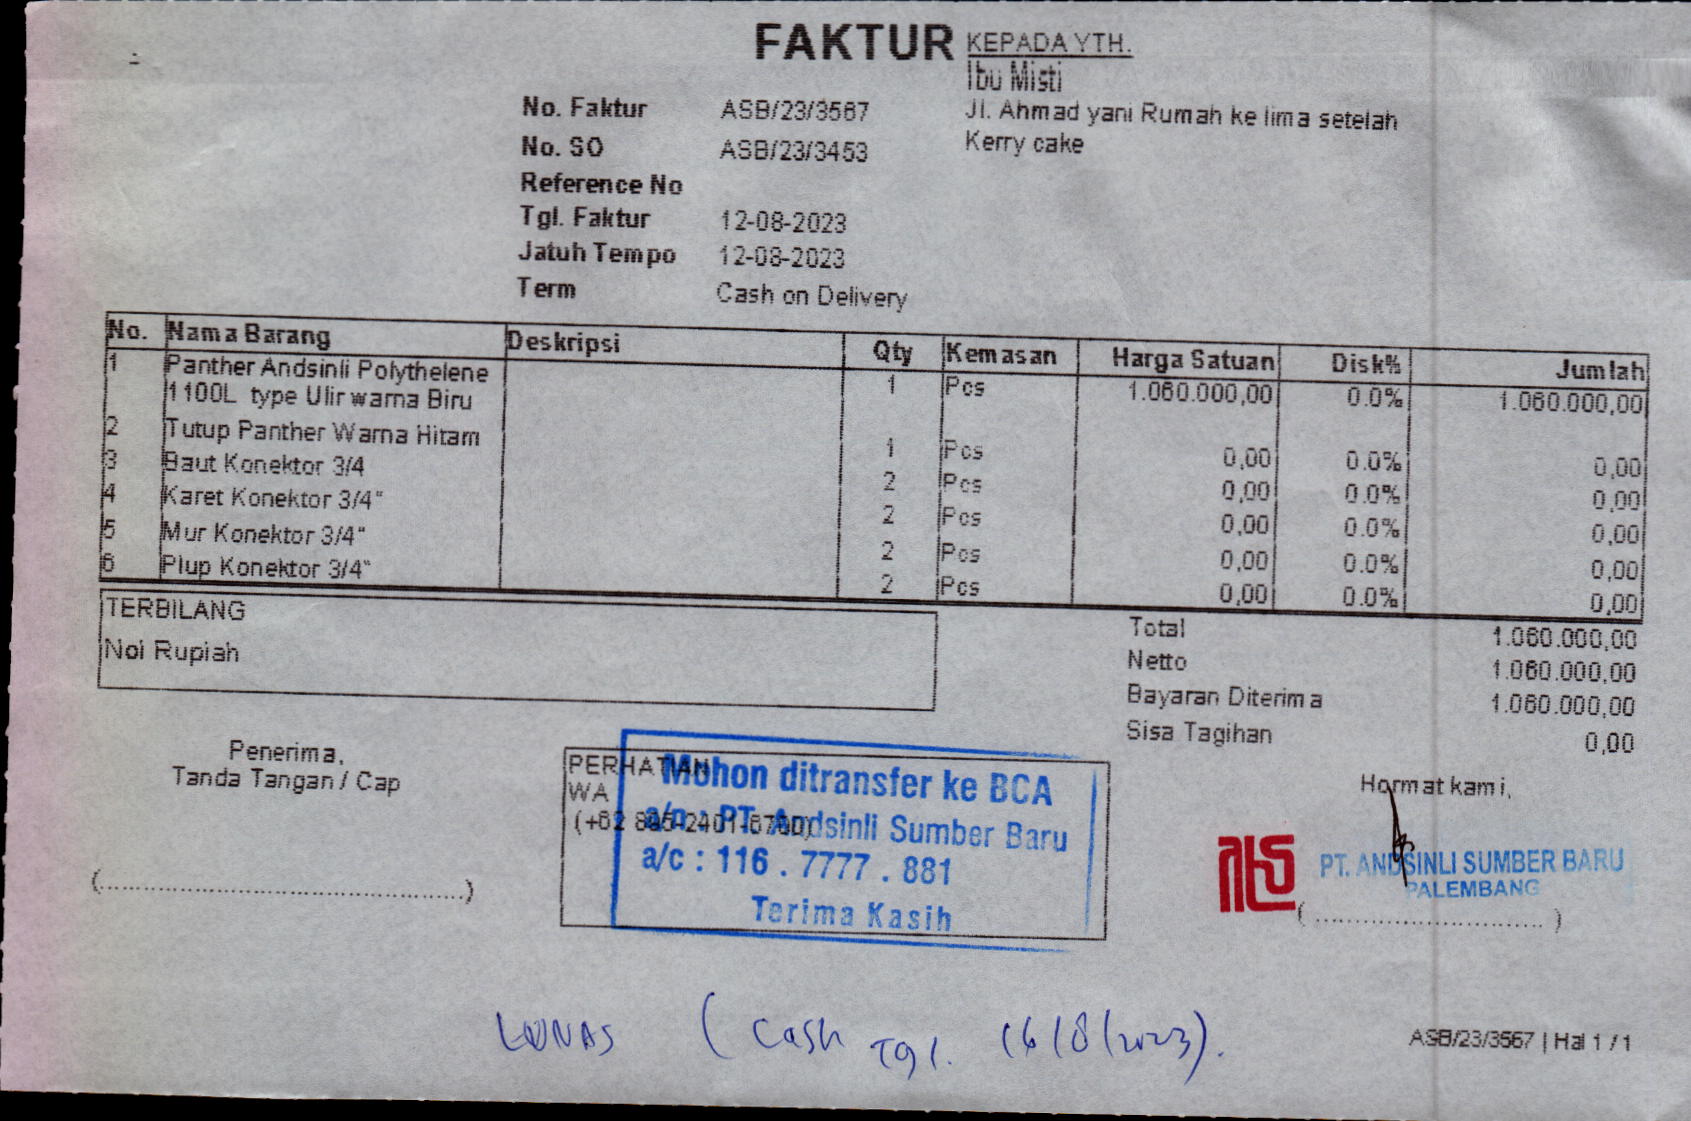 FAKTUR
KEPADA YTH.
Ibu Misti
Jl. Ahmad yani Rumah ke lima setelah
Kerry cake
No. Faktur ASB/23/3567
No. SO ASB/23/3453
Reference No
Tgl. Faktur 12-08-2023
Jatuh Tempo 12-08-2023
Term Cash on Delivery
No. Nama Barang Deskripsi Qty Kemasan Harga Satuan Disk% Jumlah
1 Panther Andsinli Polythelene 1 Pcs 1.060.000,00 0.0% 1.060.000,00
1100L type Ulir warna Biru
2 Tutup Panther Warna Hitam 1 Pcs 0,00 0.0% 0,00
3 Baut Konektor 3/4 2 Pcs 0,00 0.0% 0,00
4 Karet Konektor 3/4" 2 Pcs 0,00 0.0% 0,00
5 Mur Konektor 3/4" 2 Pcs 0,00 0.0% 0,00
6 Plup Konektor 3/4" 2 Pcs 0,00 0.0% 0,00
TERBILANG
Nol Rupiah
Total 1.060.000,00
Netto 1.060.000,00
Bayaran Diterima 1.060.000,00
Sisa Tagihan 0,00
Penerima,
Tanda Tangan / Cap
(..............................................)
PERHATIAN
WA
(+62
Mohon ditransfer ke BCA
a/n : PT. Andsinli Sumber Baru
a/c : 116 . 7777 . 881
Terima Kasih
Hormat kami,
PT. ANDSINLI SUMBER BARU
PALEMBANG
( ................................ )
LUNAS ( Cash Tgl. 16/8/2023).
ASB/23/3567 | Hal 1 / 1